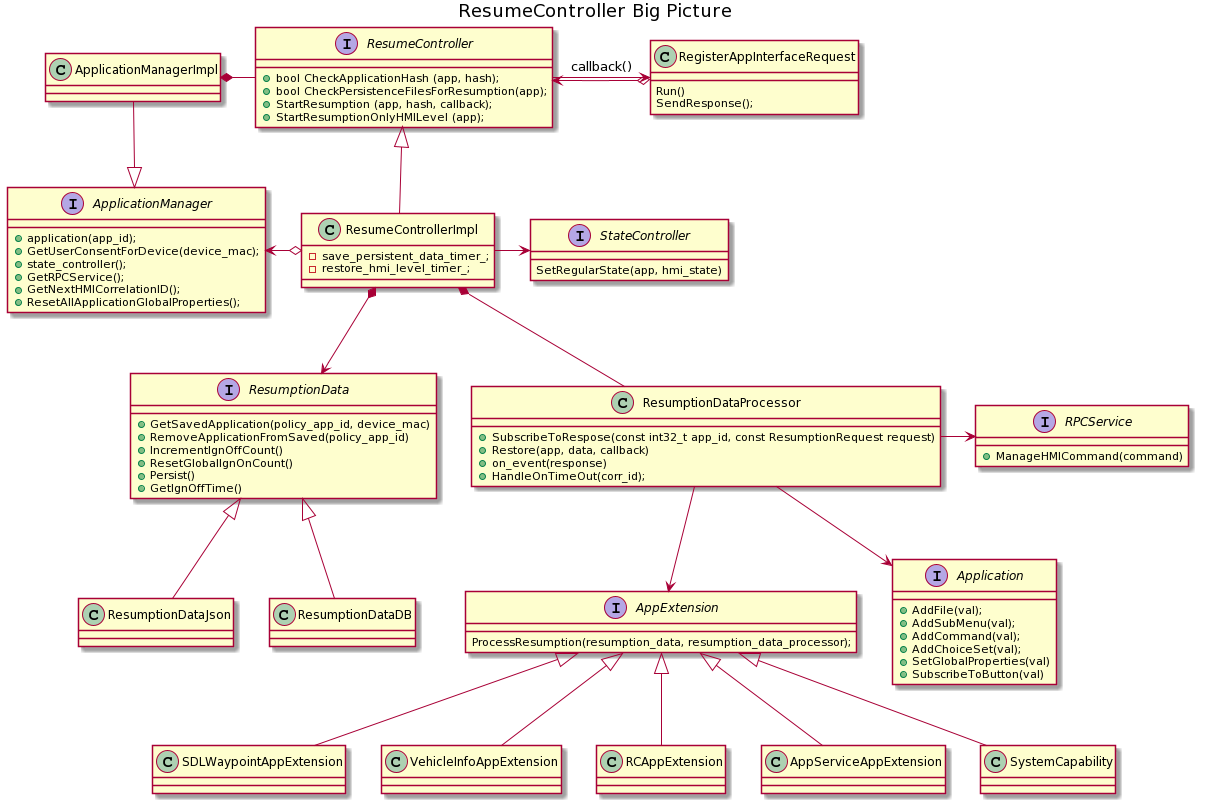 ResumeController Big Picture
I ResumeController
bool CheckApplicationHash (app, hash);
bool CheckPersistenceFilesForResumption(app);
StartResumption (app, hash, callback);
StartResumptionOnlyHMILevel (app);
C ApplicationManagerImpl
callback()
C RegisterAppInterfaceRequest
Run()
SendResponse();
I ApplicationManager
application(app_id);
GetUserConsentForDevice(device_mac);
state_controller();
GetRPCService();
GetNextHMICorrelationID();
ResetAllApplicationGlobalProperties();
C ResumeControllerImpl
save_persistent_data_timer_;
restore_hmi_level_timer_;
I StateController
SetRegularState(app, hmi_state)
I ResumptionData
GetSavedApplication(policy_app_id, device_mac)
RemoveApplicationFromSaved(policy_app_id)
IncrementIgnOffCount()
ResetGlobalIgnOnCount()
Persist()
GetIgnOffTime()
C ResumptionDataProcessor
SubscribeToRespose(const int32_t app_id, const ResumptionRequest request)
Restore(app, data, callback)
on_event(response)
HandleOnTimeOut(corr_id);
I RPCService
ManageHMICommand(command)
C ResumptionDataJson
C ResumptionDataDB
I AppExtension
ProcessResumption(resumption_data, resumption_data_processor);
I Application
AddFile(val);
AddSubMenu(val);
AddCommand(val);
AddChoiceSet(val);
SetGlobalProperties(val)
SubscribeToButton(val)
C SDLWaypointAppExtension
C VehicleInfoAppExtension
C RCAppExtension
C AppServiceAppExtension
C SystemCapability